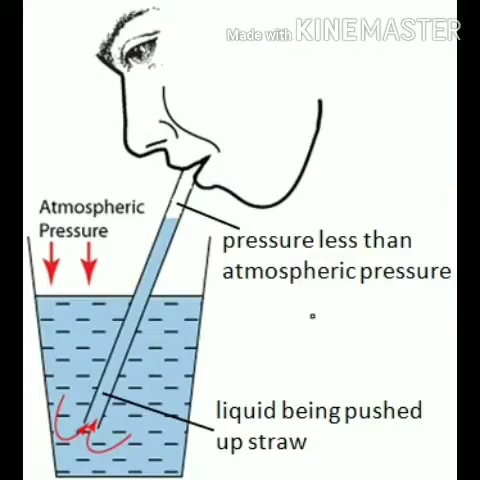 Made with KINEMASTER
Atmospheric
Pressure
pressure less than
atmospheric pressure
liquid being pushed
up straw